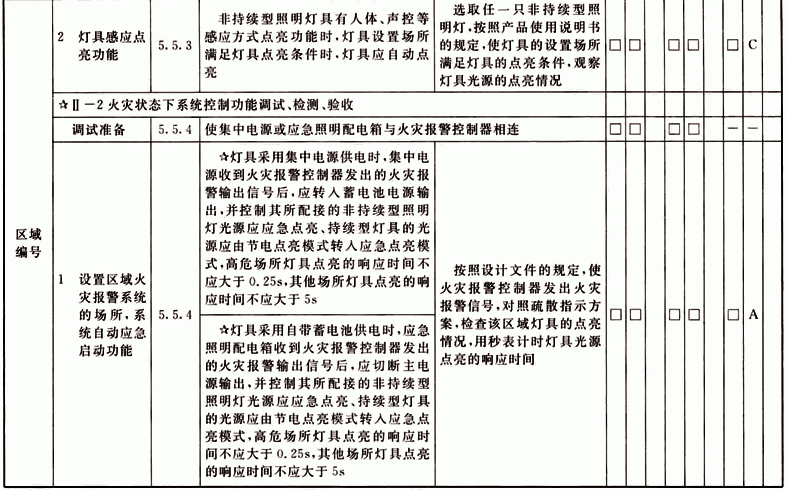 区域
编号
2 灯具感应点
亮功能
5.5.3
非持续型照明灯具有人体、声控等
感应方式点亮功能时,灯具设置场所
满足灯具点亮条件时,灯具应自动点
亮
选取任一只非持续型照
明灯,按照产品使用说明书
的规定,使灯具的设置场所
满足灯具的点亮条件,观察
灯具光源的点亮情况
□ □ □ □ □ C
☆Ⅱ-2火灾状态下系统控制功能调试、检测、验收
调试准备
5.5.4
使集中电源或应急照明配电箱与火灾报警控制器相连
□ □ □ □ — —
1 设置区域火
灾报警系统
的场所,系
统自动应急
启动功能
5.5.4
☆灯具采用集中电源供电时,集中电
源收到火灾报警控制器发出的火灾报
警输出信号后,应转入蓄电池电源输
出,并控制其所配接的非持续型照明
灯光源应应急点亮、持续型灯具的光
源应由节电点亮模式转入应急点亮模
式,高危场所灯具点亮的响应时间不
应大于0.25s,其他场所灯具点亮的响
应时间不应大于5s
☆灯具采用自带蓄电池供电时,应急
照明配电箱收到火灾报警控制器发出
的火灾报警输出信号后,应切断主电
源输出,并控制其所配接的非持续型
照明灯光源应应急点亮、持续型灯具
的光源应由节电点亮模式转入应急点
亮模式,高危场所灯具点亮的响应时
间不应大于0.25s,其他场所灯具点亮
的响应时间不应大于5s
按照设计文件的规定,使
火灾报警控制器发出火灾
报警信号,对照疏散指示方
案,检查该区域灯具的点亮
情况,用秒表计时灯具光源
点亮的响应时间
□ □ □ □ □ A